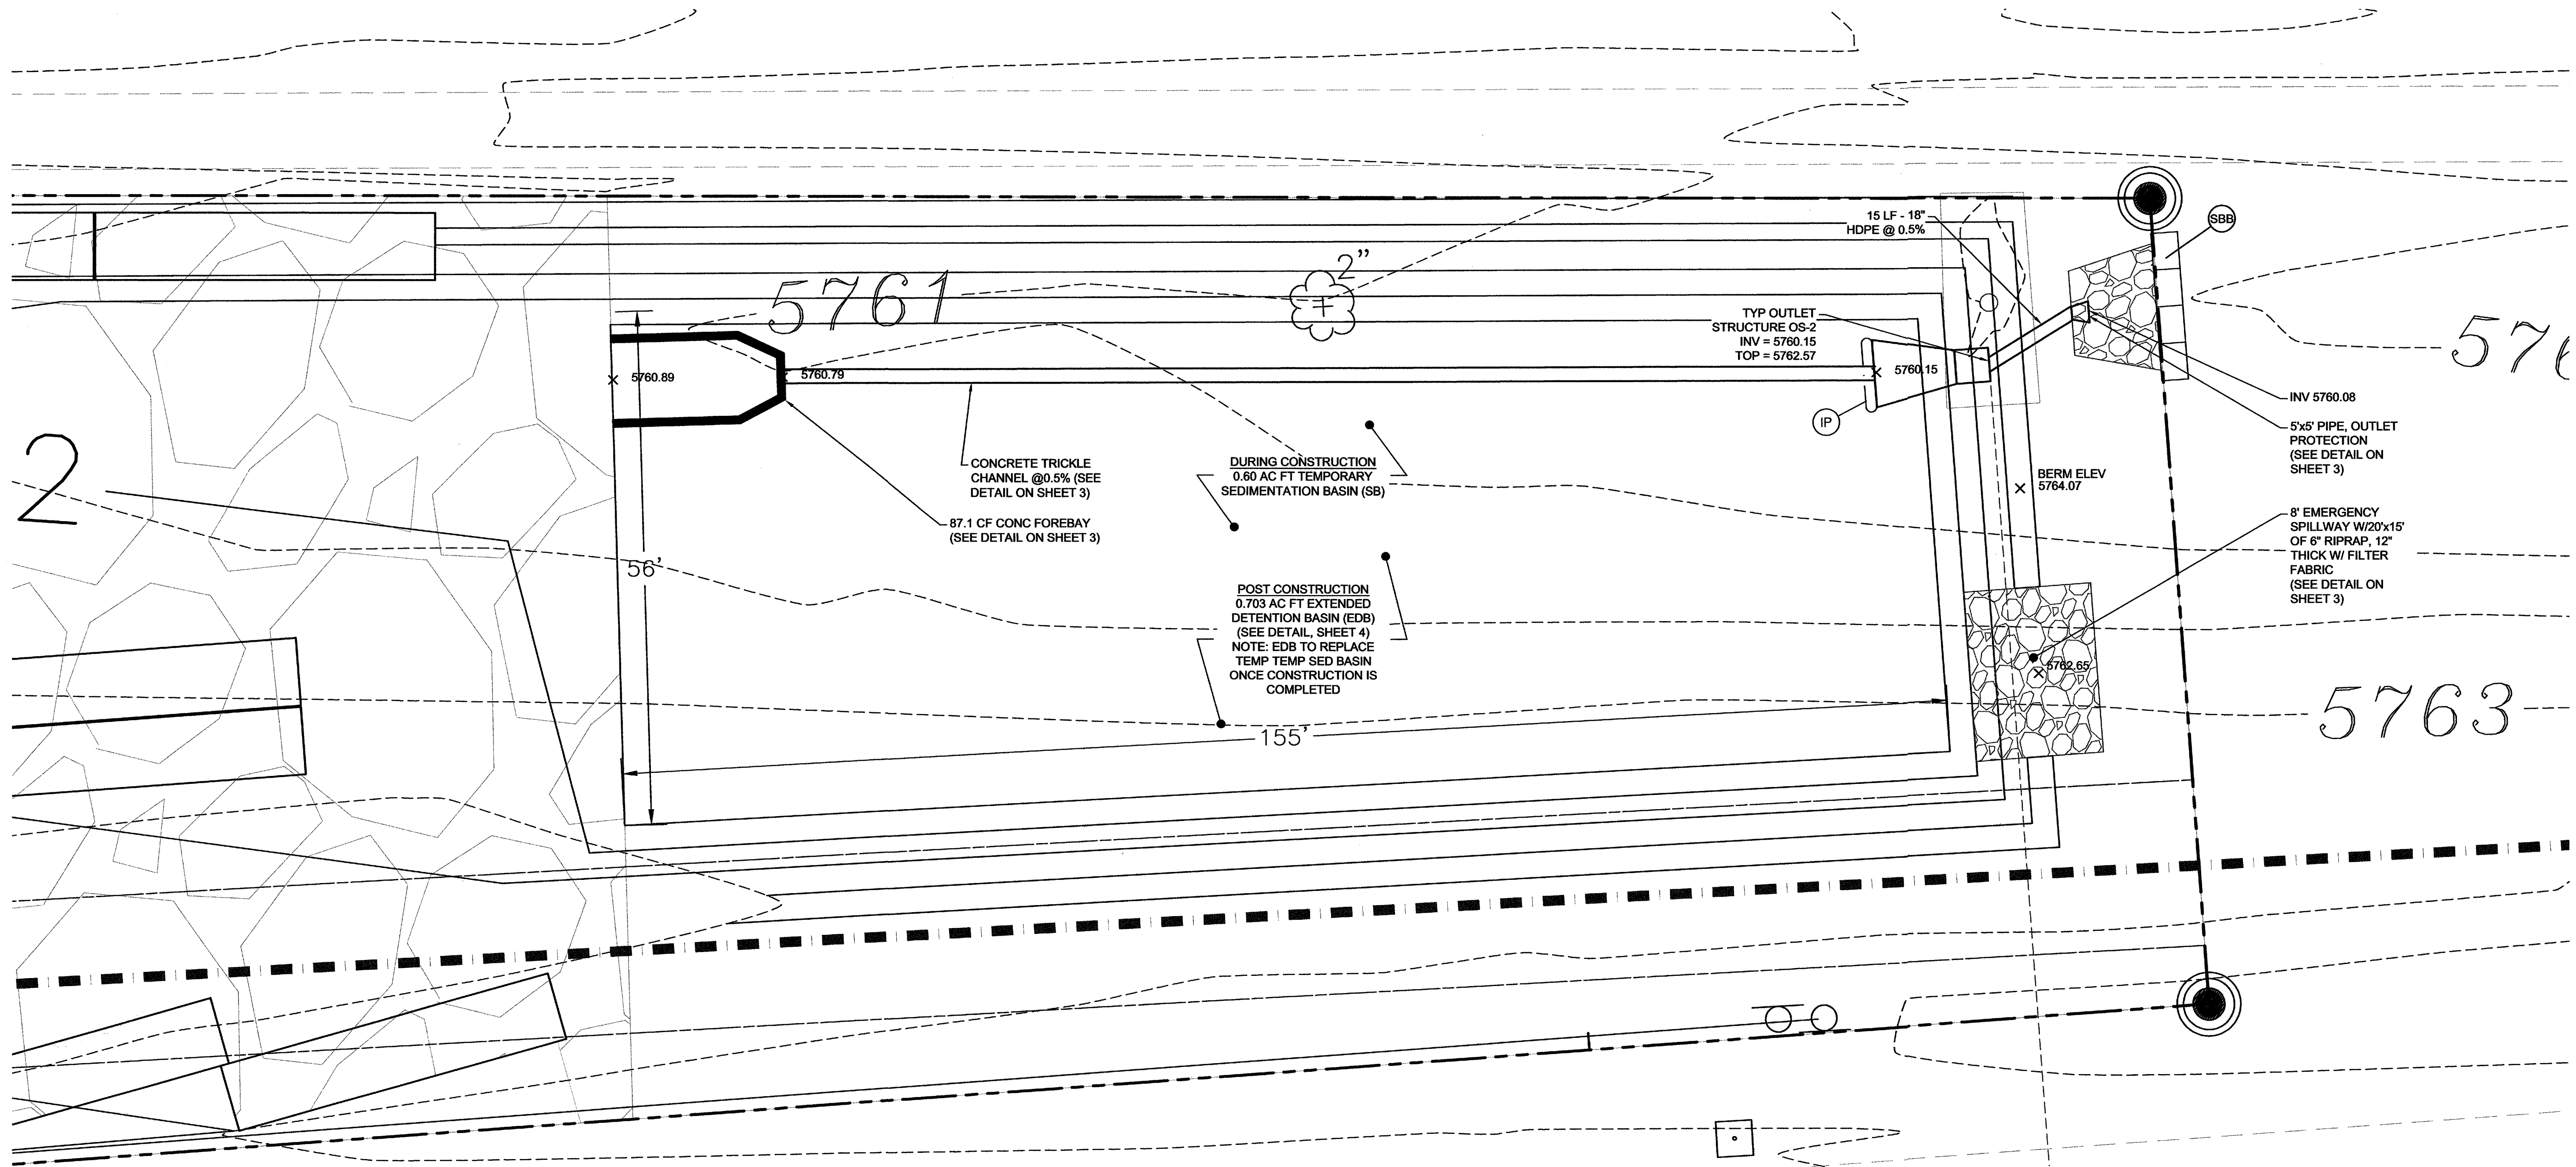 15 LF - 18"
HDPE @ 0.5%
SBB
2"
5761
TYP OUTLET
STRUCTURE OS-2
INV = 5760.15
TOP = 5762.57
5760.89
5760.79
5760.15
IP
INV 5760.08
5'x5' PIPE, OUTLET
PROTECTION
(SEE DETAIL ON
SHEET 3)
2
CONCRETE TRICKLE
CHANNEL @0.5% (SEE
DETAIL ON SHEET 3)
87.1 CF CONC FOREBAY
(SEE DETAIL ON SHEET 3)
DURING CONSTRUCTION
0.60 AC FT TEMPORARY
SEDIMENTATION BASIN (SB)
BERM ELEV
5764.07
8' EMERGENCY
SPILLWAY W/20'x15'
OF 6" RIPRAP, 12"
THICK W/ FILTER
FABRIC
(SEE DETAIL ON
SHEET 3)
56'
POST CONSTRUCTION
0.703 AC FT EXTENDED
DETENTION BASIN (EDB)
(SEE DETAIL, SHEET 4)
NOTE: EDB TO REPLACE
TEMP TEMP SED BASIN
ONCE CONSTRUCTION IS
COMPLETED
5762.65
5763
155'